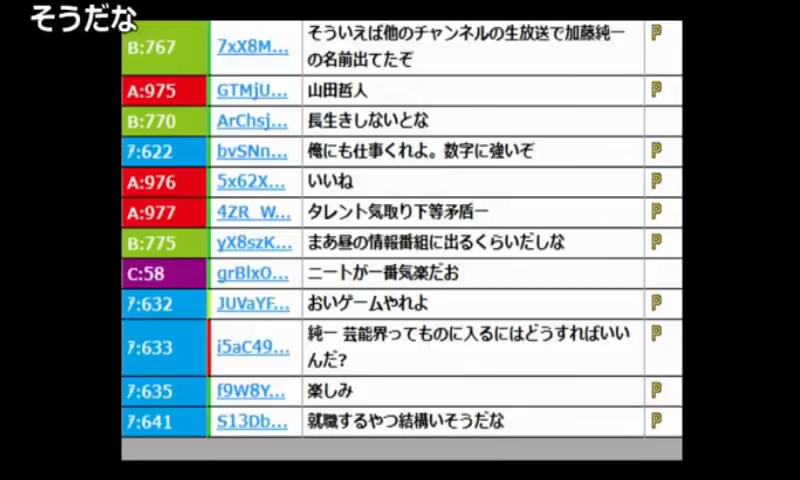 そうだな
B:767 7xX8M... そういえば他のチャンネルの生放送で加藤純一 P
の名前出てたぞ
A:975 GTMjU... 山田哲人 P
B:770 ArChsj... 長生きしないとな
ｱ:622 bvSNn... 俺にも仕事くれよ。数字に強いぞ P
A:976 5x62X... いいね P
A:977 4ZR_W... タレント気取り下等矛盾一 P
B:775 yX8szK... まあ昼の情報番組に出るくらいだしな P
C:58 grBlxO... ニートが一番気楽だお
ｱ:632 JUVaYF... おいゲームやれよ P
ｱ:633 i5aC49... 純一 芸能界ってものに入るにはどうすればいい P
んだ?
ｱ:635 f9W8Y... 楽しみ P
ｱ:641 S13Db... 就職するやつ結構いそうだな P